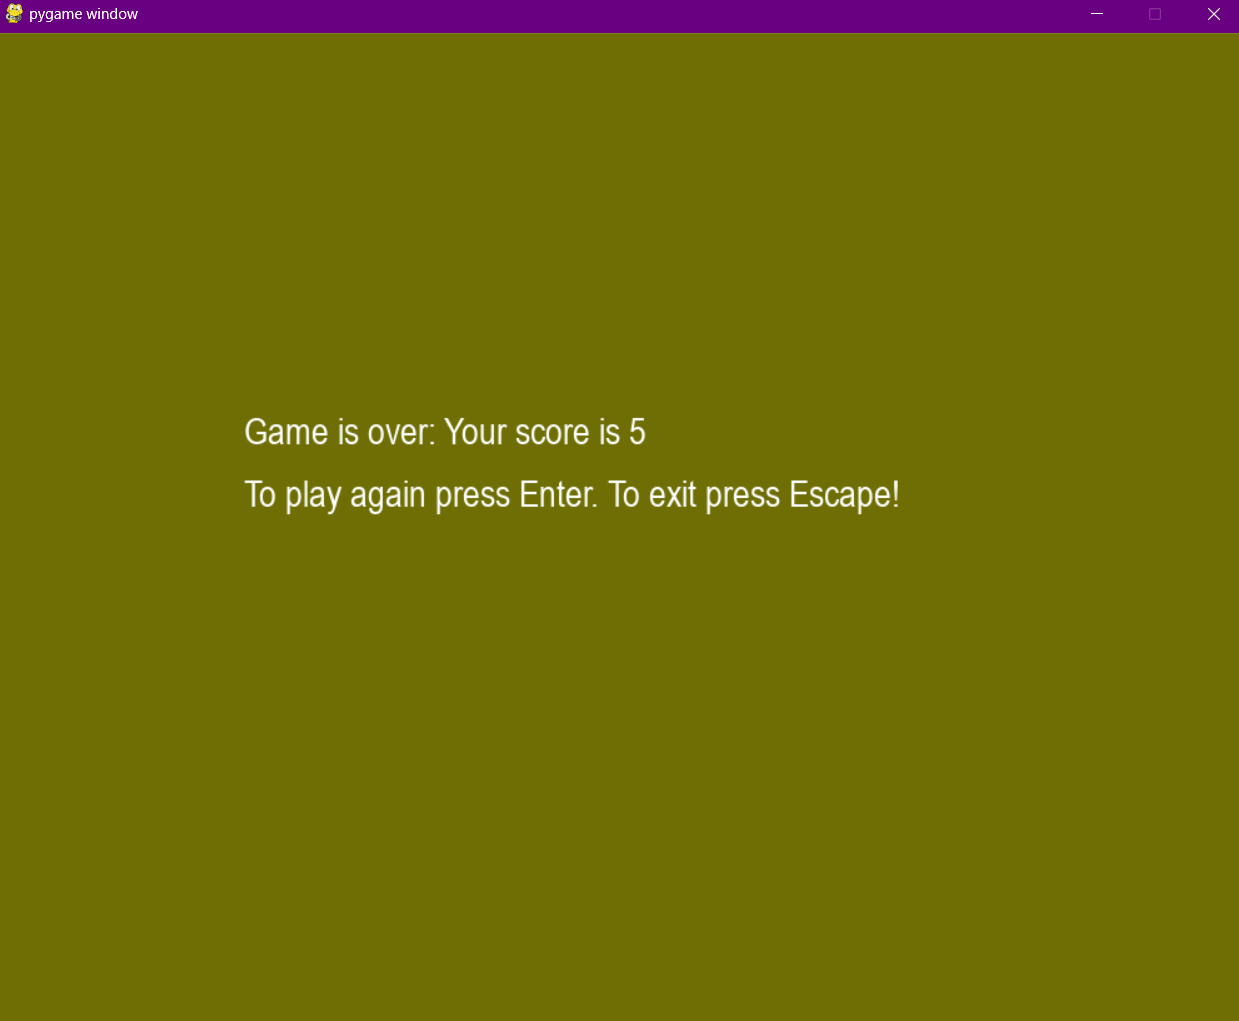 pygame window
Game is over: Your score is 5
To play again press Enter. To exit press Escape!